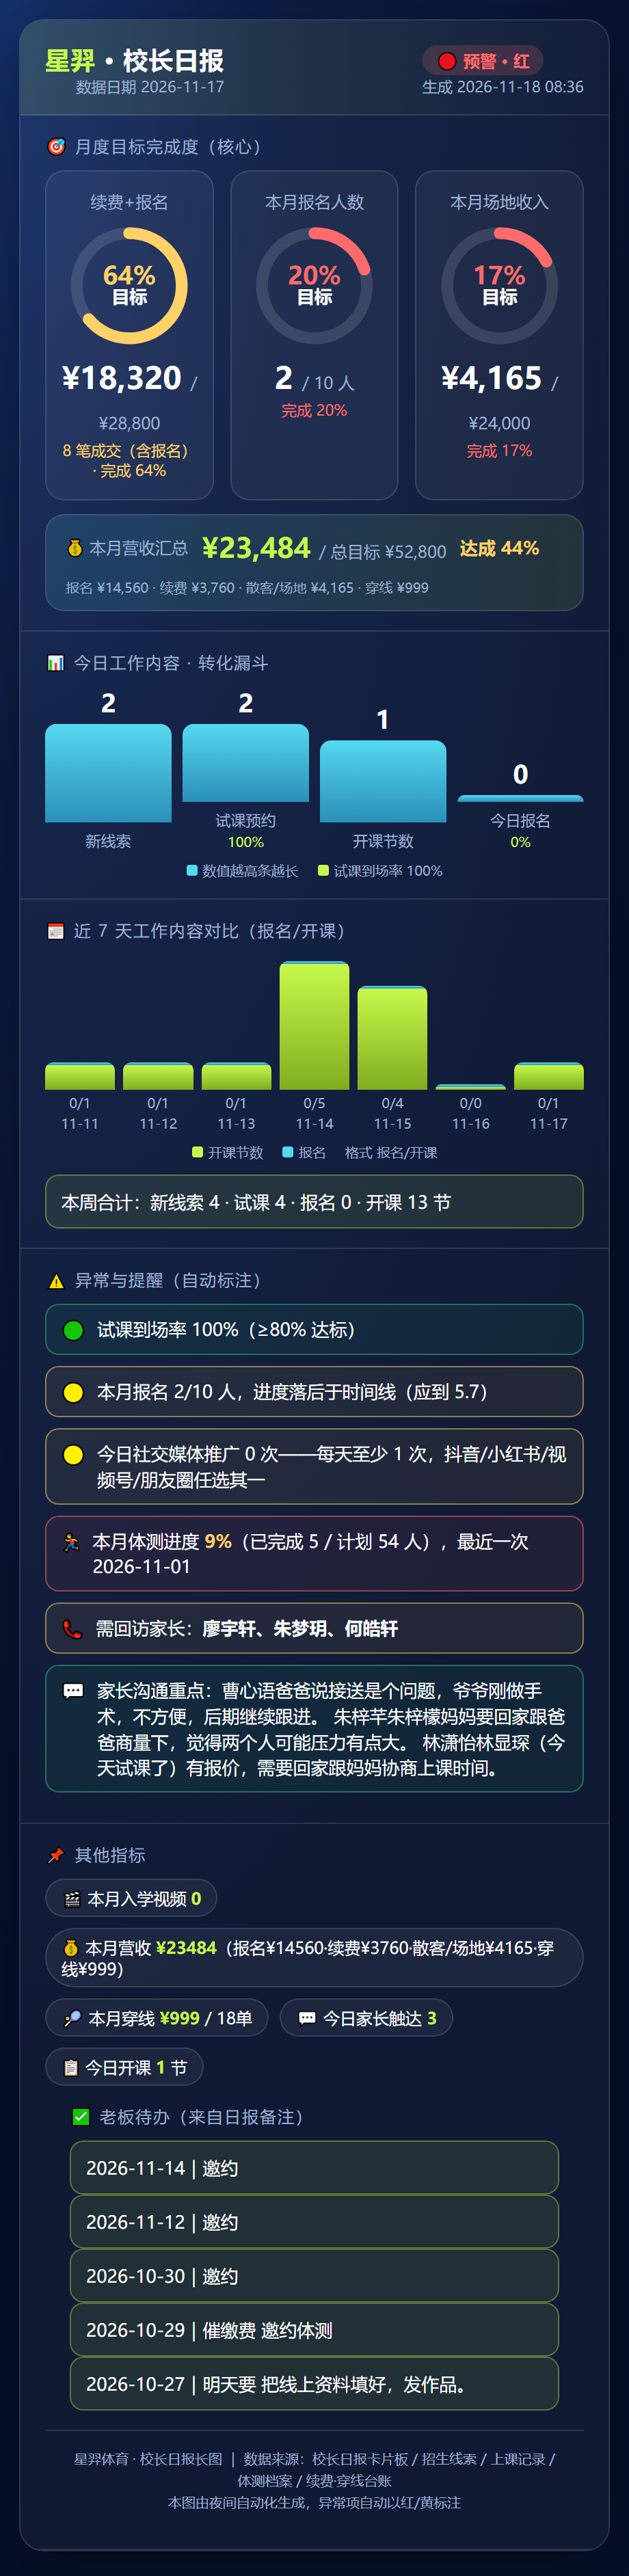 星羿 · 校长日报
预警 · 红
数据日期 2026-11-17
生成 2026-11-18 08:36
月度目标完成度（核心）
续费+报名
64%
目标
¥18,320 /
¥28,800
8 笔成交（含报名）
· 完成 64%
本月报名人数
20%
目标
2 / 10 人
完成 20%
本月场地收入
17%
目标
¥4,165 /
¥24,000
完成 17%
本月营收汇总 ¥23,484 / 总目标 ¥52,800 达成 44%
报名 ¥14,560 · 续费 ¥3,760 · 散客/场地 ¥4,165 · 穿线 ¥999
今日工作内容 · 转化漏斗
2
新线索
2
试课预约
100%
1
开课节数
0
今日报名
0%
数值越高条越长
试课到场率 100%
近 7 天工作内容对比（报名/开课）
0/1
11-11
0/1
11-12
0/1
11-13
0/5
11-14
0/4
11-15
0/0
11-16
0/1
11-17
开课节数
报名
格式 报名/开课
本周合计：新线索 4 · 试课 4 · 报名 0 · 开课 13 节
异常与提醒（自动标注）
试课到场率 100%（≥80% 达标）
本月报名 2/10 人，进度落后于时间线（应到 5.7）
今日社交媒体推广 0 次——每天至少 1 次，抖音/小红书/视
频号/朋友圈任选其一
本月体测进度 9%（已完成 5 / 计划 54 人），最近一次
2026-11-01
需回访家长：廖宇轩、朱梦玥、何皓轩
家长沟通重点：曹心语爸爸说接送是个问题，爷爷刚做手
术，不方便，后期继续跟进。 朱梓芊朱梓檬妈妈要回家跟爸
爸商量下，觉得两个人可能压力有点大。 林潇怡林显琛（今
天试课了）有报价，需要回家跟妈妈协商上课时间。
其他指标
本月入学视频 0
本月营收 ¥23484（报名¥14560·续费¥3760·散客/场地¥4165·穿
线¥999）
本月穿线 ¥999 / 18单
今日家长触达 3
今日开课 1 节
老板待办（来自日报备注）
2026-11-14 | 邀约
2026-11-12 | 邀约
2026-10-30 | 邀约
2026-10-29 | 催缴费 邀约体测
2026-10-27 | 明天要 把线上资料填好，发作品。
星羿体育 · 校长日报长图 ｜ 数据来源：校长日报卡片板 / 招生线索 / 上课记录 /
体测档案 / 续费·穿线台账
本图由夜间自动化生成，异常项自动以红/黄标注